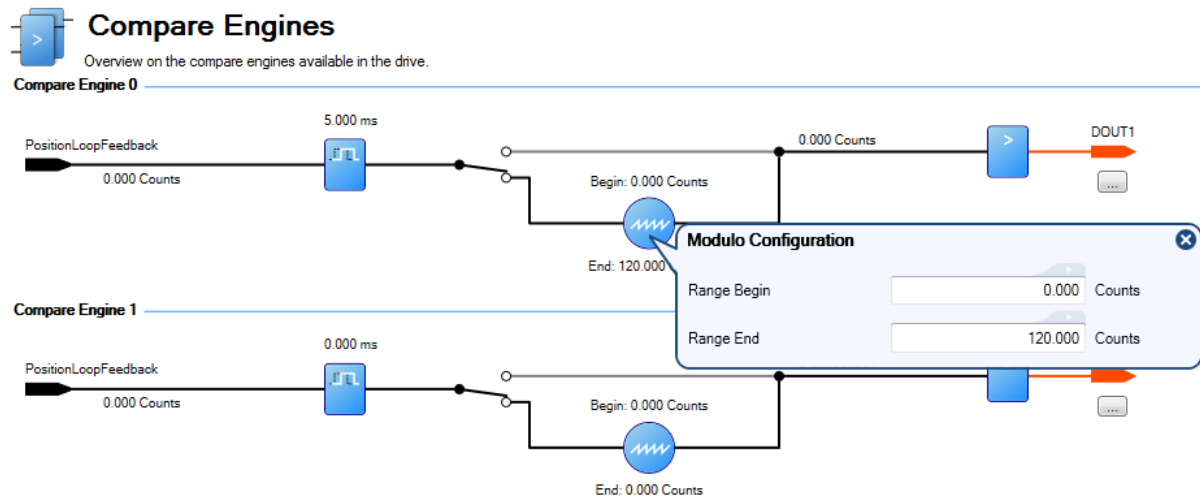 Compare Engines
Overview on the compare engines available in the drive.
Compare Engine 0
5.000 ms
PositionLoopFeedback
0.000 Counts
0.000 Counts
DOUT1
>
...
Begin: 0.000 Counts
End: 120.000
Modulo Configuration
Range Begin 0.000 Counts
Range End 120.000 Counts
Compare Engine 1
0.000 ms
PositionLoopFeedback
0.000 Counts
...
Begin: 0.000 Counts
End: 0.000 Counts